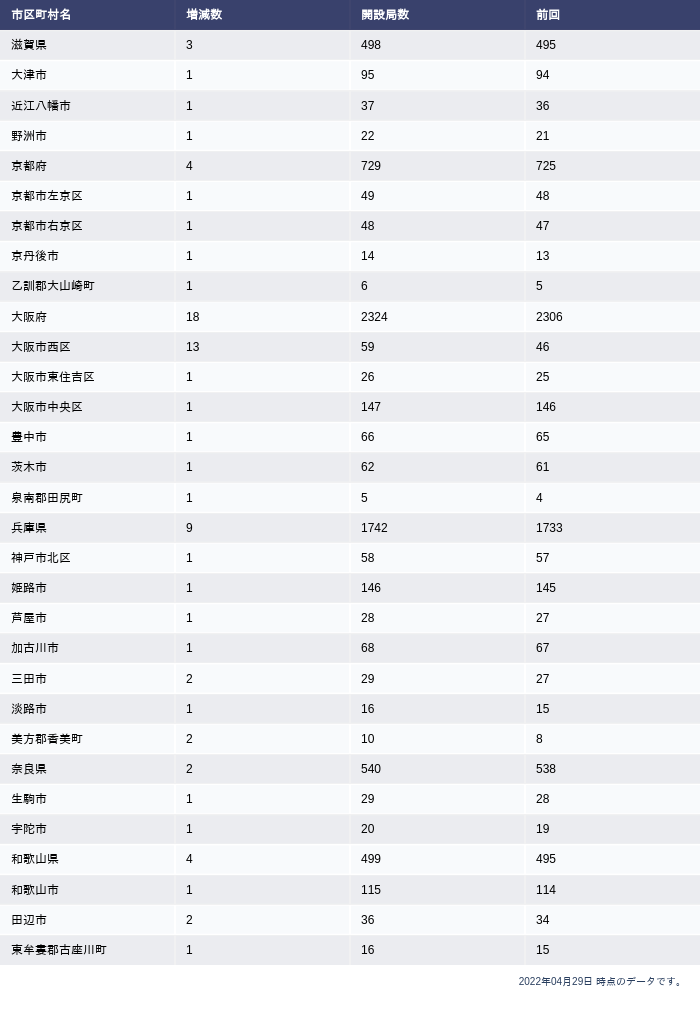 市区町村名 増減数 開設局数 前回
滋賀県 3 498 495
大津市 1 95 94
近江八幡市 1 37 36
野洲市 1 22 21
京都府 4 729 725
京都市左京区 1 49 48
京都市右京区 1 48 47
京丹後市 1 14 13
乙訓郡大山崎町 1 6 5
大阪府 18 2324 2306
大阪市西区 13 59 46
大阪市東住吉区 1 26 25
大阪市中央区 1 147 146
豊中市 1 66 65
茨木市 1 62 61
泉南郡田尻町 1 5 4
兵庫県 9 1742 1733
神戸市北区 1 58 57
姫路市 1 146 145
芦屋市 1 28 27
加古川市 1 68 67
三田市 2 29 27
淡路市 1 16 15
美方郡香美町 2 10 8
奈良県 2 540 538
生駒市 1 29 28
宇陀市 1 20 19
和歌山県 4 499 495
和歌山市 1 115 114
田辺市 2 36 34
東牟婁郡古座川町 1 16 15
2022年04月29日 時点のデータです。